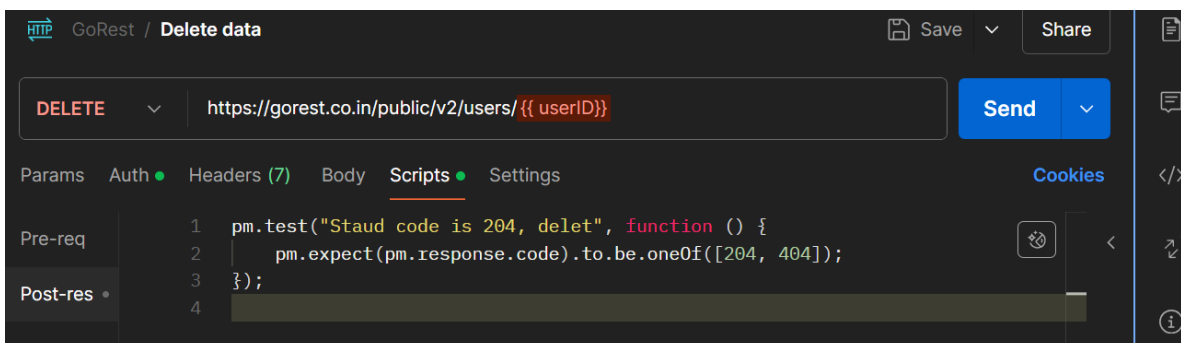 HTTP GoRest / Delete data Save Share
DELETE https://gorest.co.in/public/v2/users/{{ userID}} Send
Params Auth Headers (7) Body Scripts Settings Cookies
Pre-req
Post-res
1 pm.test("Staud code is 204, delet", function () {
2 pm.expect(pm.response.code).to.be.oneOf([204, 404]);
3 });
4